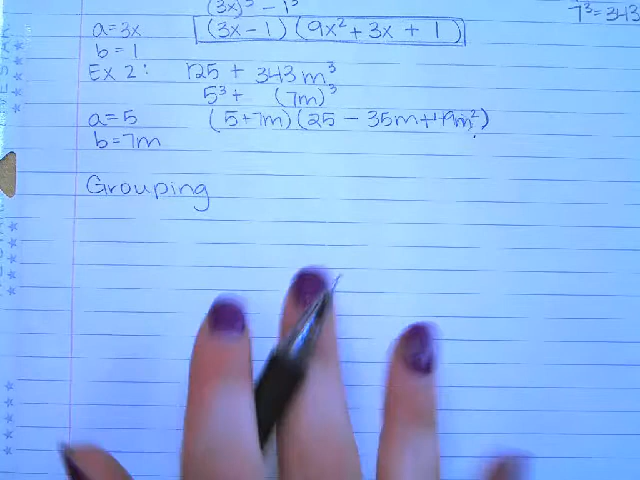 (3x)³ - 1³
7³ = 343
a = 3x (3x - 1) (9x² + 3x + 1)
b = 1
Ex 2: 125 + 343m³
5³ + (7m)³
a = 5 (5 + 7m) (25 - 35m + 49m²)
b = 7m
Grouping